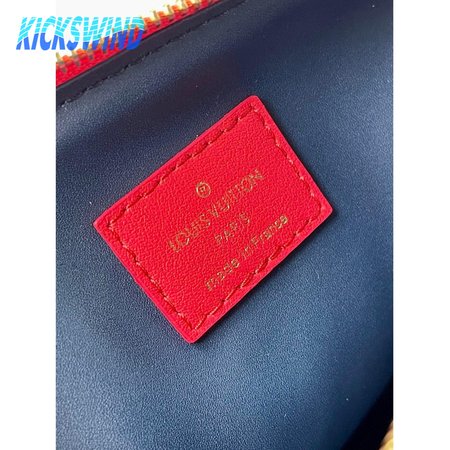 KICKSWIND
®
LOUIS VUITTON
PARIS
made in France